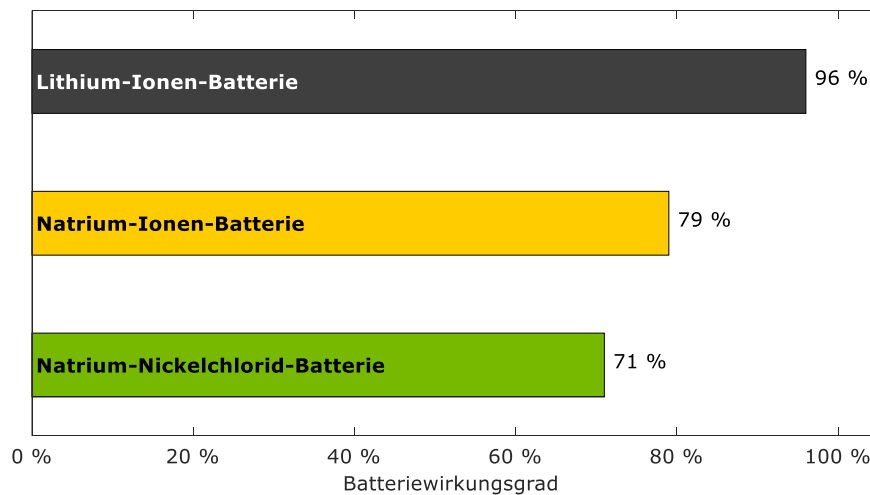 Lithium-Ionen-Batterie 96 %
Natrium-Ionen-Batterie 79 %
Natrium-Nickelchlorid-Batterie 71 %
0 % 20 % 40 % 60 % 80 % 100 %
Batteriewirkungsgrad